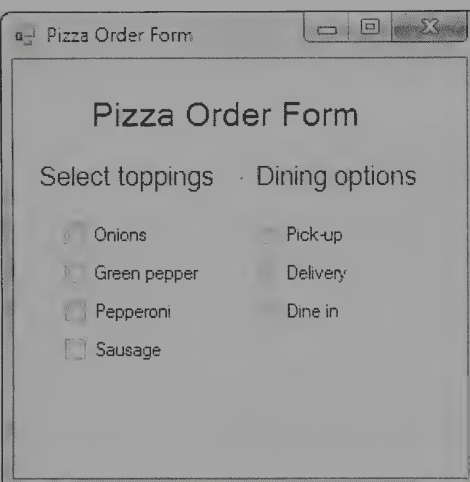 Pizza Order Form
Pizza Order Form
Select toppings Dining options
Onions Pick-up
Green pepper Delivery
Pepperoni Dine in
Sausage